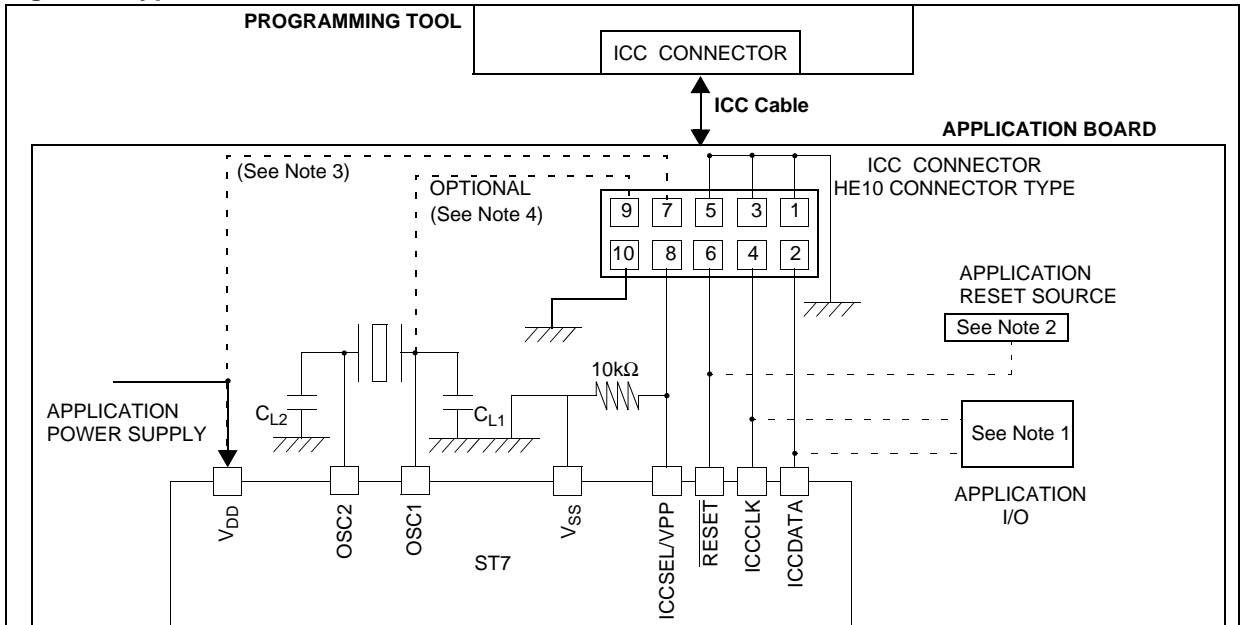 PROGRAMMING TOOL
ICC CONNECTOR
ICC Cable
APPLICATION BOARD
(See Note 3)
OPTIONAL
(See Note 4)
ICC CONNECTOR
HE10 CONNECTOR TYPE
9 7 5 3 1
10 8 6 4 2
APPLICATION
RESET SOURCE
See Note 2
10kΩ
APPLICATION
POWER SUPPLY
CL2
CL1
See Note 1
APPLICATION
I/O
VDD
OSC2
OSC1
VSS
ICCSEL/VPP
RESET
ICCCLK
ICCDATA
ST7